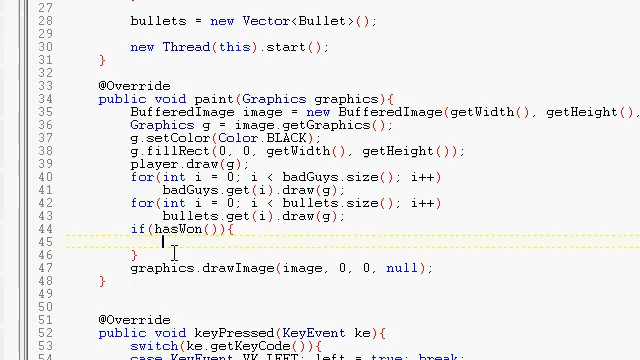 27
28 bullets = new Vector<Bullet>();
29
30 new Thread(this).start();
31 }
32
33 @Override
34 public void paint(Graphics graphics){
35 BufferedImage image = new BufferedImage(getWidth(), getHeight(),
36 Graphics g = image.getGraphics();
37 g.setColor(Color.BLACK);
38 g.fillRect(0, 0, getWidth(), getHeight());
39 player.draw(g);
40 for(int i = 0; i < badGuys.size(); i++)
41 badGuys.get(i).draw(g);
42 for(int i = 0; i < bullets.size(); i++)
43 bullets.get(i).draw(g);
44 if(hasWon()){
45
46 }
47 graphics.drawImage(image, 0, 0, null);
48 }
49
50
51 @Override
52 public void keyPressed(KeyEvent ke){
53 switch(ke.getKeyCode()){
54 case KeyEvent.VK_LEFT: left = true; break;